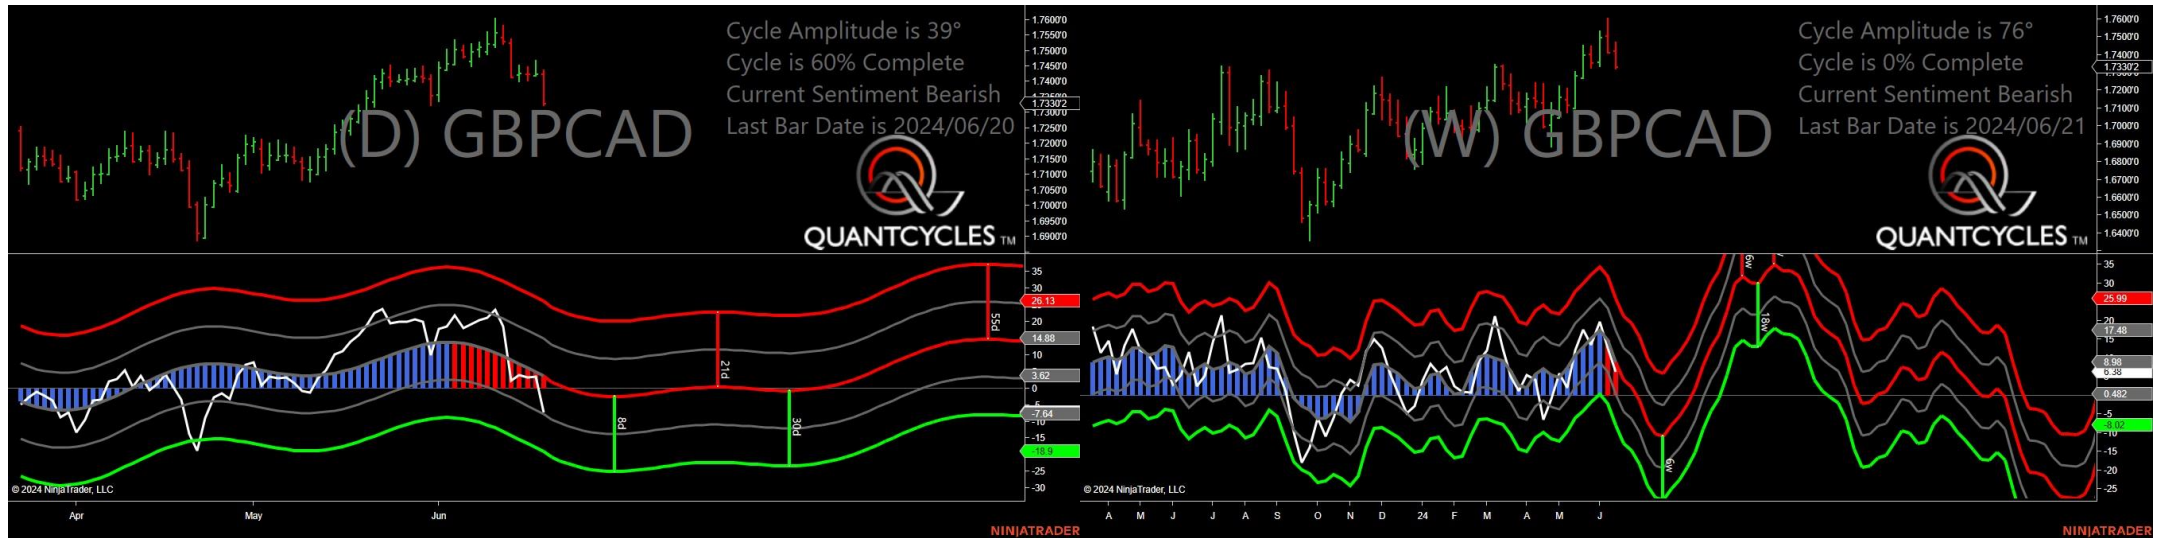 Cycle Amplitude is 39°
Cycle is 60% Complete
Current Sentiment Bearish
Last Bar Date is 2024/06/20
(D) GBPCAD
QUANTCYCLES TM
1.7600'0
1.7550'0
1.7500'0
1.7450'0
1.7400'0
1.7330'2
1.7300'0
1.7250'0
1.7200'0
1.7150'0
1.7100'0
1.7050'0
1.7000'0
1.6950'0
1.6900'0
35
30
26.13
20
14.88
10
3.62
0
-5
-7.64
-10
-15
-18.9
-25
-30
8d
21d
30d
55d
© 2024 NinjaTrader, LLC
Apr
May
Jun
NINJATRADER
Cycle Amplitude is 76°
Cycle is 0% Complete
Current Sentiment Bearish
Last Bar Date is 2024/06/21
(W) GBPCAD
QUANTCYCLES TM
1.7600'0
1.7500'0
1.7400'0
1.7330'2
1.7200'0
1.7100'0
1.7000'0
1.6900'0
1.6800'0
1.6700'0
1.6600'0
1.6500'0
1.6400'0
35
30
25.99
20
17.48
8.98
6.38
0.482
-5
-8.02
-10
-15
-20
-25
6w
18w
6w
© 2024 NinjaTrader, LLC
A M J J A S O N D 24 F M A M J
NINJATRADER